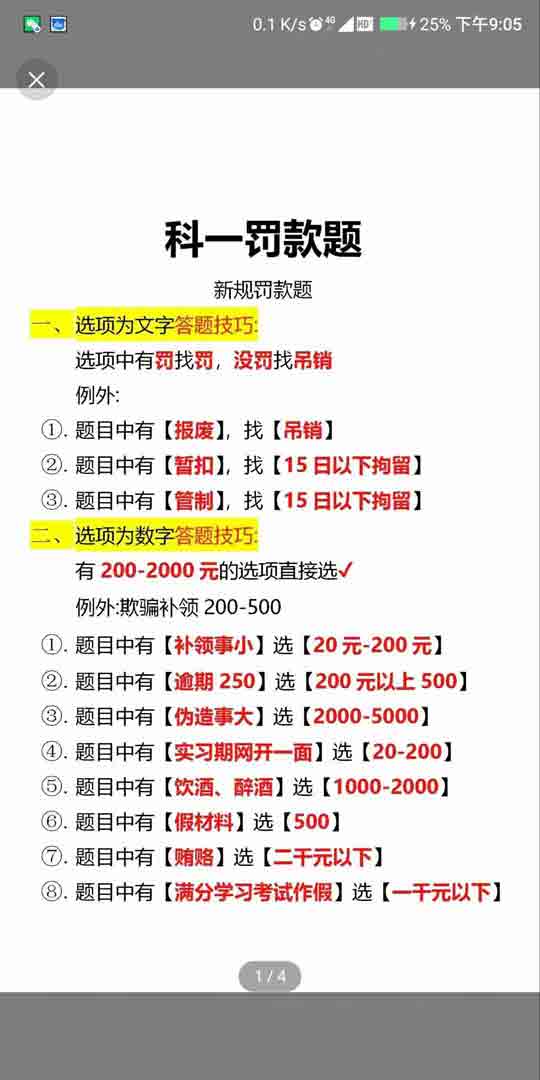 0.1 K/s 4G HD 25% 下午9:05
科一罚款题
新规罚款题
一、选项为文字答题技巧:
选项中有罚找罚，没罚找吊销
例外:
①. 题目中有【报废】，找【吊销】
②. 题目中有【暂扣】，找【15 日以下拘留】
③. 题目中有【管制】，找【15 日以下拘留】
二、选项为数字答题技巧:
有 200-2000 元的选项直接选✓
例外:欺骗补领 200-500
①. 题目中有【补领事小】选【20 元-200 元】
②. 题目中有【逾期 250】选【200 元以上 500】
③. 题目中有【伪造事大】选【2000-5000】
④. 题目中有【实习期网开一面】选【20-200】
⑤. 题目中有【饮酒、醉酒】选【1000-2000】
⑥. 题目中有【假材料】选【500】
⑦. 题目中有【贿赂】选【二千元以下】
⑧. 题目中有【满分学习考试作假】选【一千元以下】
1 / 4